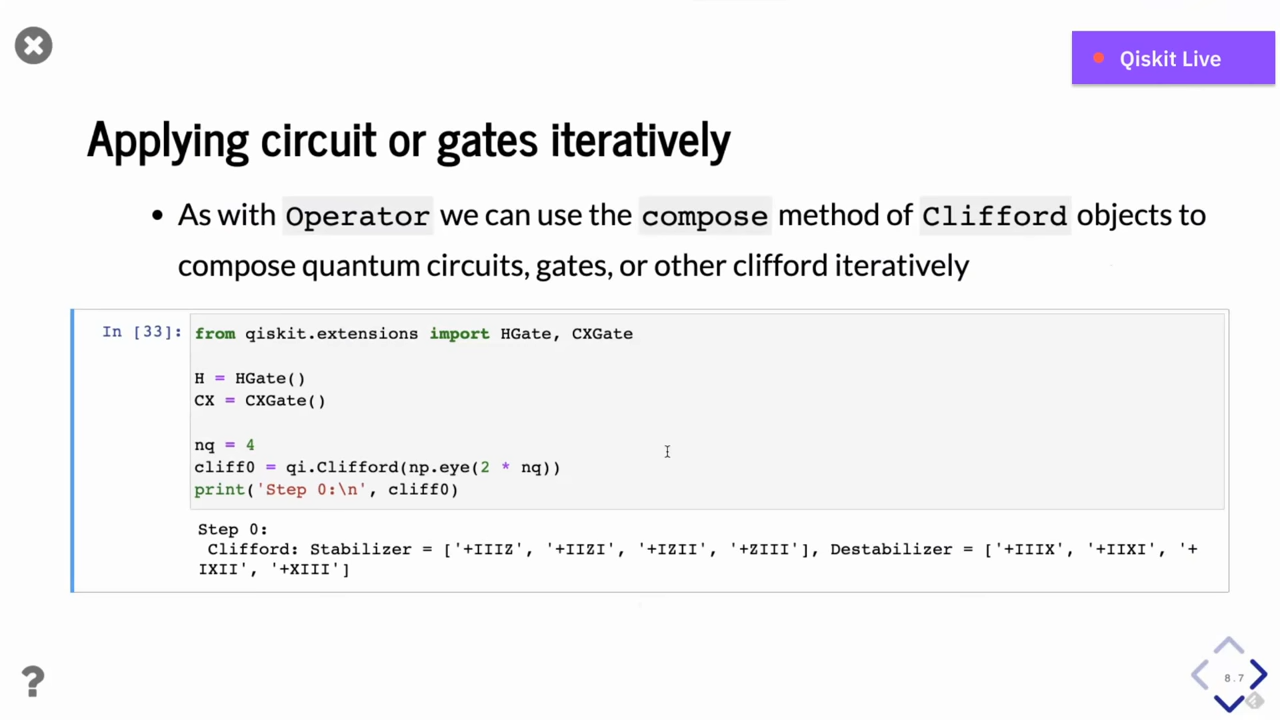 Qiskit Live
Applying circuit or gates iteratively
• As with Operator we can use the compose method of Clifford objects to
compose quantum circuits, gates, or other clifford iteratively
In [33]:
from qiskit.extensions import HGate, CXGate
H = HGate()
CX = CXGate()
nq = 4
cliff0 = qi.Clifford(np.eye(2 * nq))
print('Step 0:\n', cliff0)
Step 0:
Clifford: Stabilizer = ['+IIIZ', '+IIZI', '+IZII', '+ZIII'], Destabilizer = ['+IIIX', '+IIXI', '+
IXII', '+XIII']
?
8.7